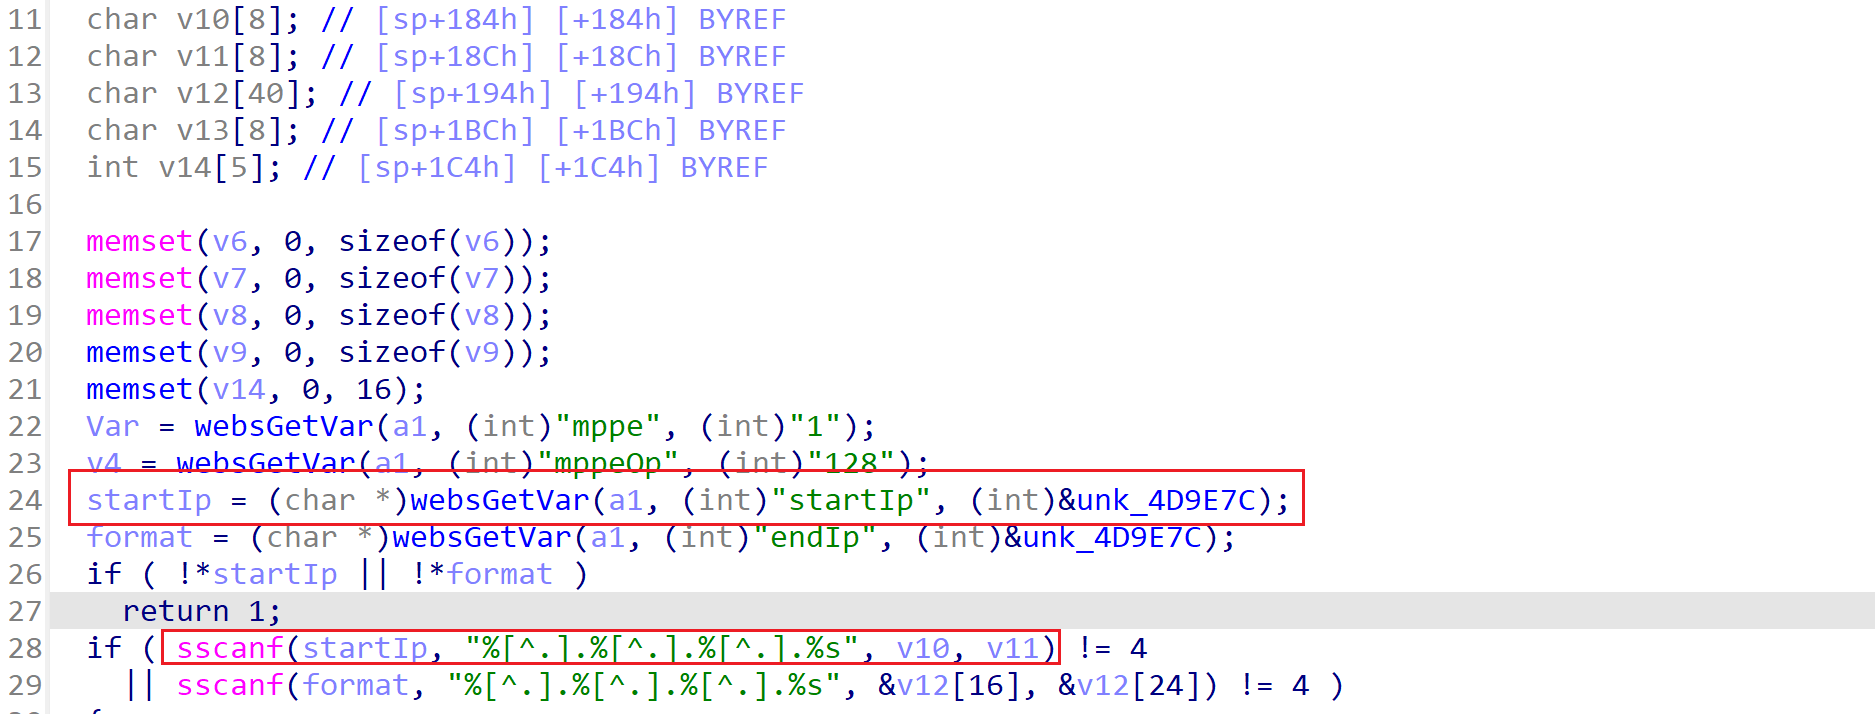 11 char v10[8]; // [sp+184h] [+184h] BYREF
12 char v11[8]; // [sp+18Ch] [+18Ch] BYREF
13 char v12[40]; // [sp+194h] [+194h] BYREF
14 char v13[8]; // [sp+1BCh] [+1BCh] BYREF
15 int v14[5]; // [sp+1C4h] [+1C4h] BYREF
16
17 memset(v6, 0, sizeof(v6));
18 memset(v7, 0, sizeof(v7));
19 memset(v8, 0, sizeof(v8));
20 memset(v9, 0, sizeof(v9));
21 memset(v14, 0, 16);
22 Var = websGetVar(a1, (int)"mppe", (int)"1");
23 v4 = websGetVar(a1, (int)"mppeOp", (int)"128");
24 startIp = (char *)websGetVar(a1, (int)"startIp", (int)&unk_4D9E7C);
25 format = (char *)websGetVar(a1, (int)"endIp", (int)&unk_4D9E7C);
26 if ( !*startIp || !*format )
27 return 1;
28 if ( sscanf(startIp, "%[^.].%[^.].%[^.].%s", v10, v11) != 4
29 || sscanf(format, "%[^.].%[^.].%[^.].%s", &v12[16], &v12[24]) != 4 )